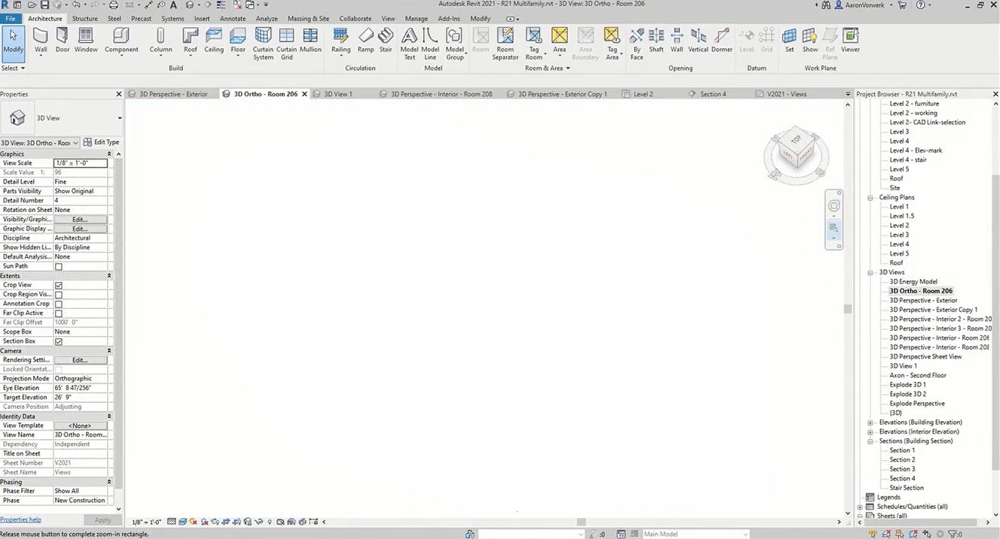 Autodesk Revit 2021 - R21 Multifamily.rvt - 3D View: 3D Ortho - Room 206
AaronVorwerk
File Architecture Structure Steel Precast Systems Insert Annotate Analyze Massing & Site Collaborate View Manage Add-Ins Modify
Modify Wall Door Window Component Column Roof Ceiling Floor Curtain System Curtain Grid Mullion Railing Ramp Stair Model Text Model Line Model Group Room Room Separator Tag Room Area Area Boundary Tag Area By Face Shaft Wall Vertical Dormer Level Grid Set Show Ref Plane Viewer
Select Build Circulation Model Room & Area Opening Datum Work Plane
Properties
3D Perspective - Exterior 3D Ortho - Room 206 3D View 1 3D Perspective - Interior - Room 208 3D Perspective - Exterior Copy 1 Level 2 Section 4 V2021 - Views
3D View
3D View: 3D Ortho - Roo Edit Type
Graphics
View Scale 1/8" = 1'-0"
Scale Value 1: 96
Detail Level Fine
Parts Visibility Show Original
Detail Number 4
Rotation on Sheet None
Visibility/Graphi... Edit...
Graphic Display ... Edit...
Discipline Architectural
Show Hidden Li... By Discipline
Default Analysis... None
Sun Path
Extents
Crop View
Crop Region Vis...
Annotation Crop
Far Clip Active
Far Clip Offset 1000' 0"
Scope Box None
Section Box
Camera
Rendering Setti... Edit...
Locked Orientat...
Projection Mode Orthographic
Eye Elevation 65' 8 47/256"
Target Elevation 26' 9"
Camera Position Adjusting
Identity Data
View Template <None>
View Name 3D Ortho - Room...
Dependency Independent
Title on Sheet
Sheet Number V2021
Sheet Name Views
Phasing
Phase Filter Show All
Phase New Construction
Properties help Apply
TOP
LEFT
W S
Project Browser - R21 Multifamily.rvt
Level 2 - furniture
Level 2 - working
Level 2- CAD Link-selection
Level 3
Level 4
Level 4 - Elev-mark
Level 4 - stair
Level 5
Roof
Site
Ceiling Plans
Level 1
Level 1.5
Level 2
Level 3
Level 4
Level 5
Roof
3D Views
3D Energy Model
3D Ortho - Room 206
3D Perspective - Exterior
3D Perspective - Exterior Copy 1
3D Perspective - Interior 2 - Room 20
3D Perspective - Interior 3 - Room 20
3D Perspective - Interior - Room 206
3D Perspective - Interior - Room 208
3D Perspective Sheet View
3D View 1
Axon - Second Floor
Explode 3D 1
Explode 3D 2
Explode Perspective
{3D}
Elevations (Building Elevation)
Elevations (Interior Elevation)
Sections (Building Section)
Section 1
Section 2
Section 3
Section 4
Stair Section
Legends
Schedules/Quantities (all)
Sheets (all)
1/8" = 1'-0"
Release mouse button to complete zoom-in rectangle.
:0 Main Model :0